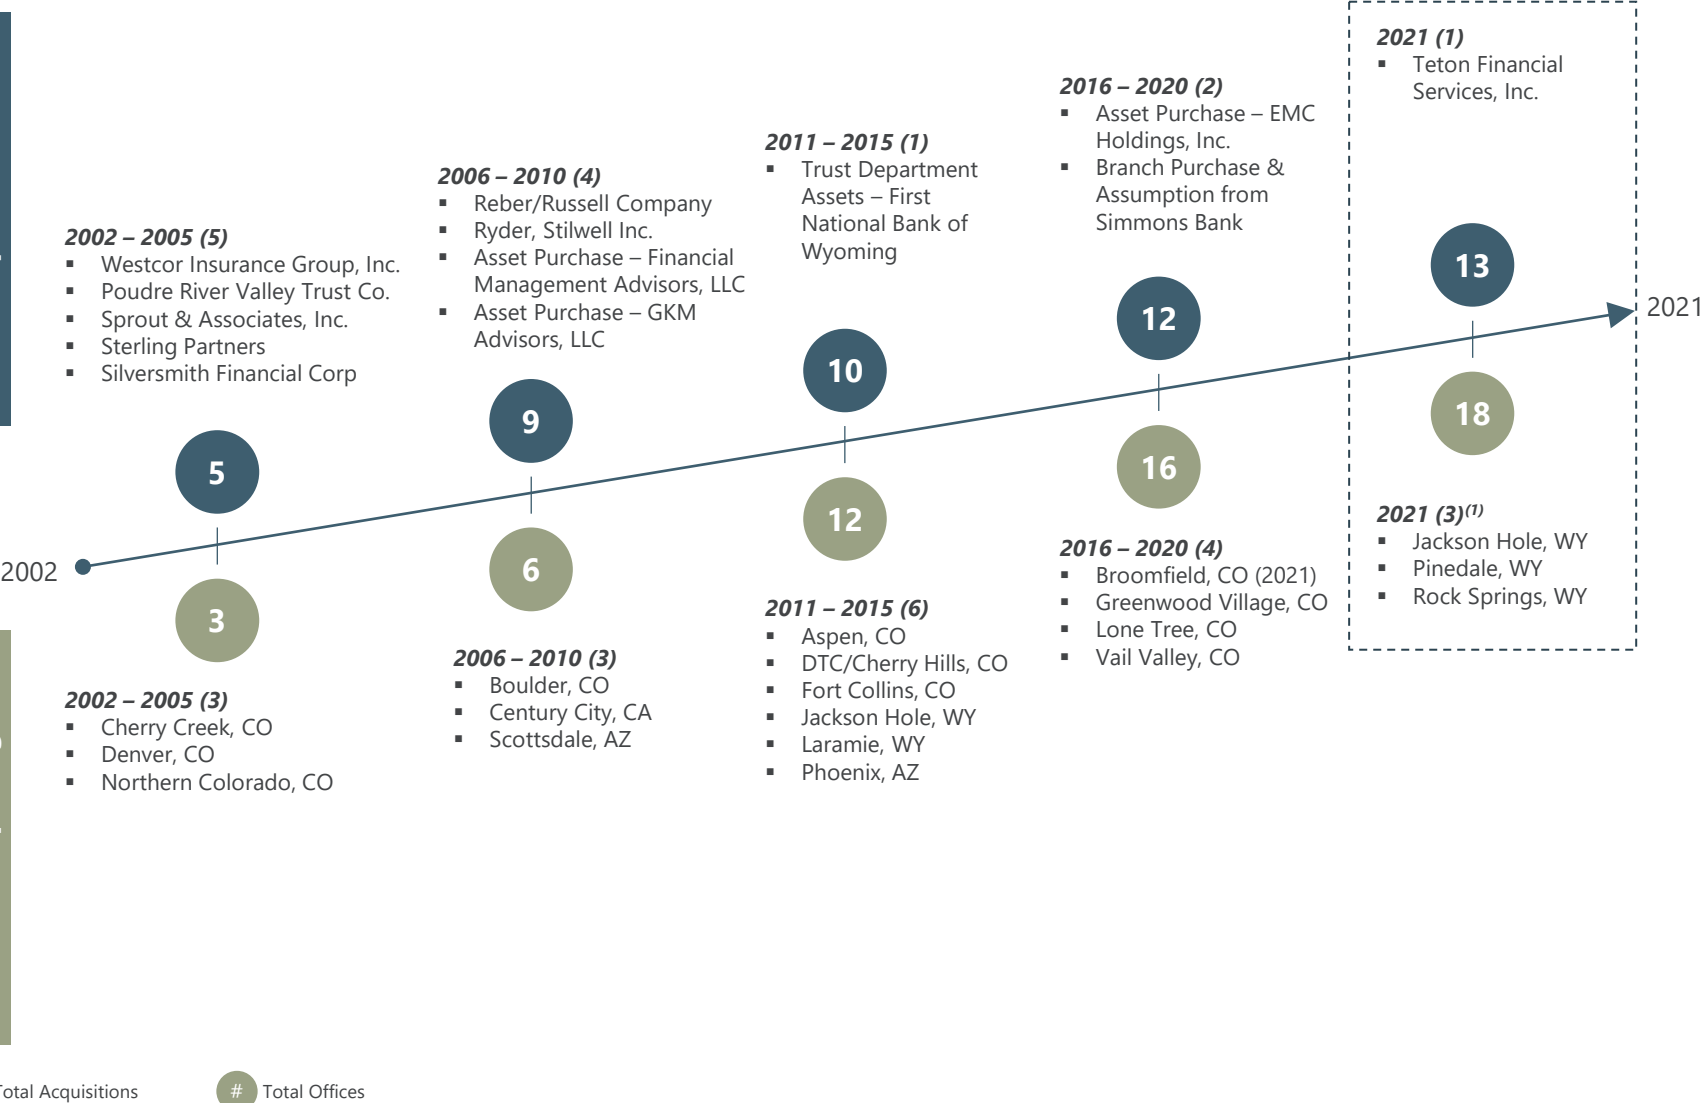 2002 – 2005 (5)
▪ Westcor Insurance Group, Inc.
▪ Poudre River Valley Trust Co.
▪ Sprout & Associates, Inc.
▪ Sterling Partners
▪ Silversmith Financial Corp
2006 – 2010 (4)
▪ Reber/Russell Company
▪ Ryder, Stilwell Inc.
▪ Asset Purchase – Financial
Management Advisors, LLC
▪ Asset Purchase – GKM
Advisors, LLC
2011 – 2015 (1)
▪ Trust Department
Assets – First
National Bank of
Wyoming
2016 – 2020 (2)
▪ Asset Purchase – EMC
Holdings, Inc.
▪ Branch Purchase &
Assumption from
Simmons Bank
2021 (1)
▪ Teton Financial
Services, Inc.
5
9
10
12
13
2002
2021
3
6
12
16
18
2002 – 2005 (3)
▪ Cherry Creek, CO
▪ Denver, CO
▪ Northern Colorado, CO
2006 – 2010 (3)
▪ Boulder, CO
▪ Century City, CA
▪ Scottsdale, AZ
2011 – 2015 (6)
▪ Aspen, CO
▪ DTC/Cherry Hills, CO
▪ Fort Collins, CO
▪ Jackson Hole, WY
▪ Laramie, WY
▪ Phoenix, AZ
2016 – 2020 (4)
▪ Broomfield, CO (2021)
▪ Greenwood Village, CO
▪ Lone Tree, CO
▪ Vail Valley, CO
2021 (3)(1)
▪ Jackson Hole, WY
▪ Pinedale, WY
▪ Rock Springs, WY
Total Acquisitions
# Total Offices